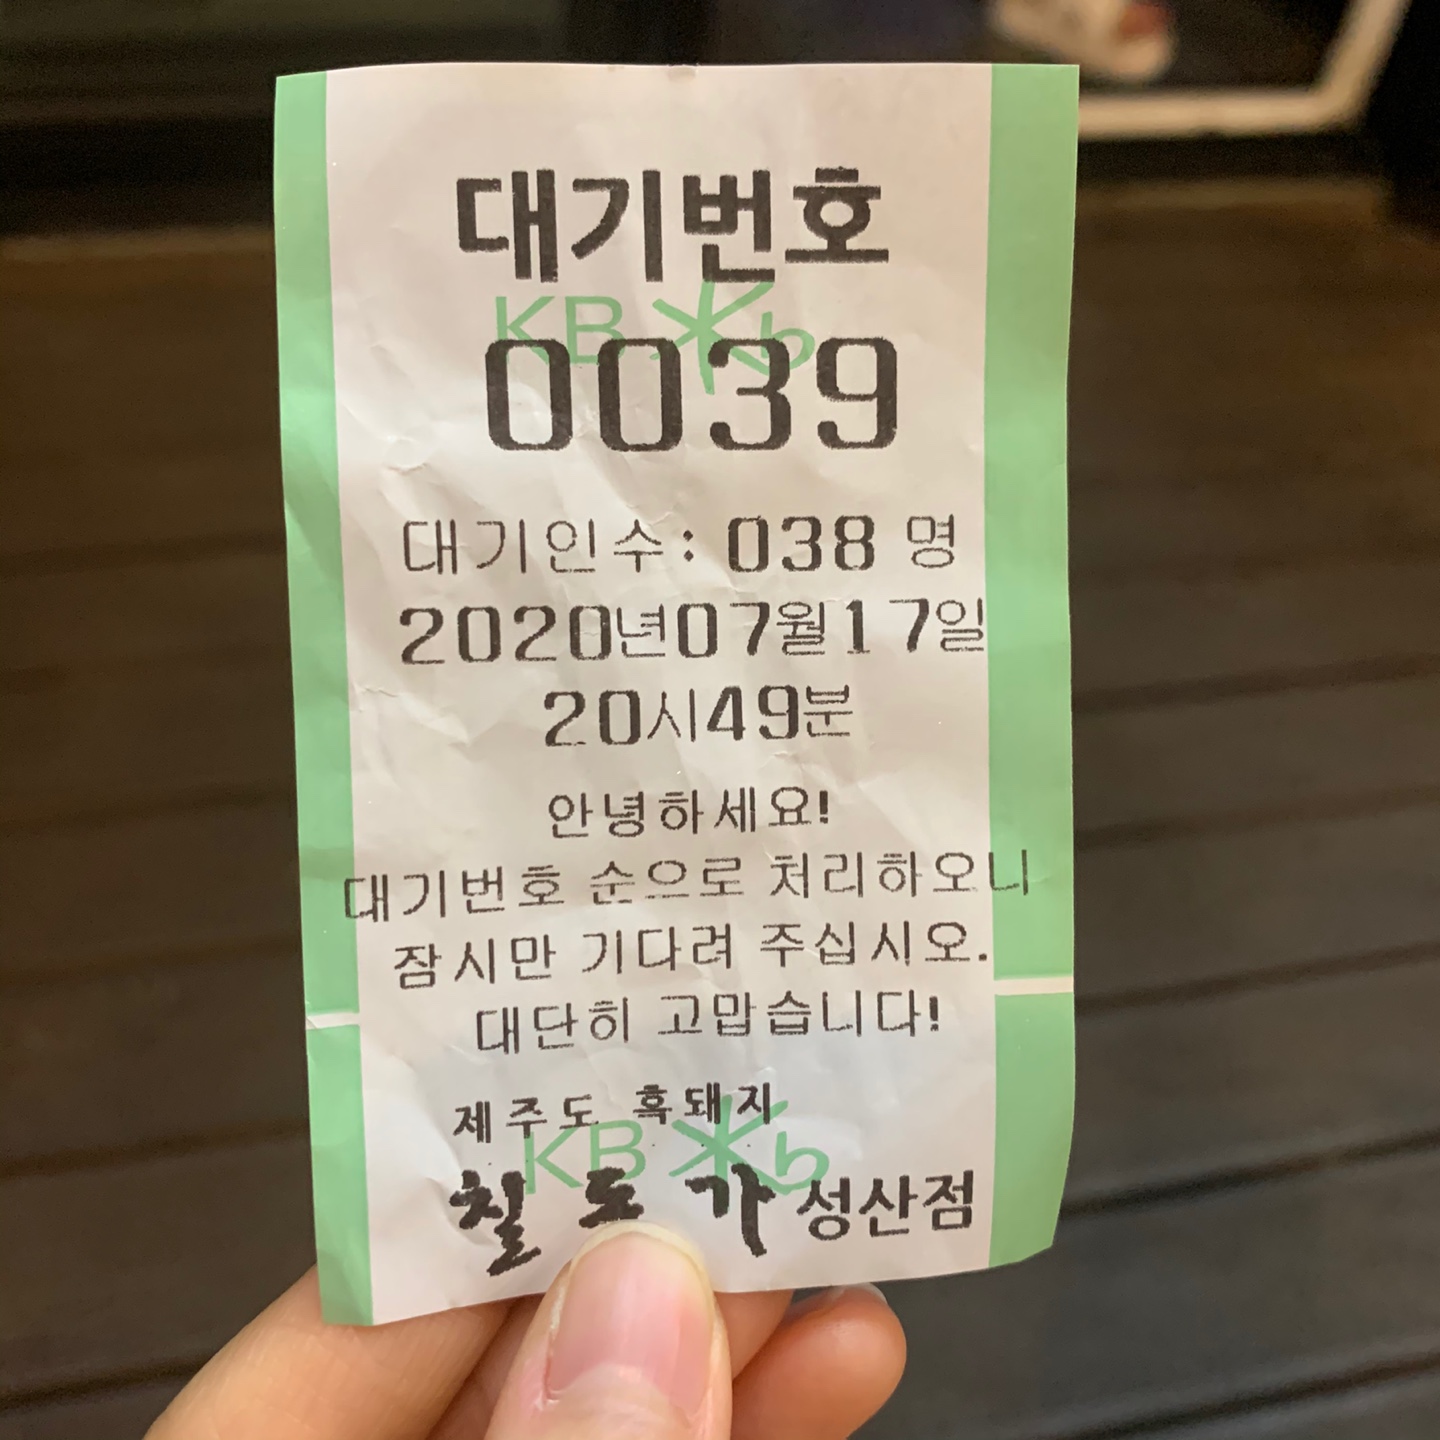 대기번호
KB
0039
대기인수: 038 명
2020년07월17일
20시49분
안녕하세요!
대기번호 순으로 처리하오니
잠시만 기다려 주십시오.
대단히 고맙습니다!
제주도 흑돼지
KB
칠돈가 성산점